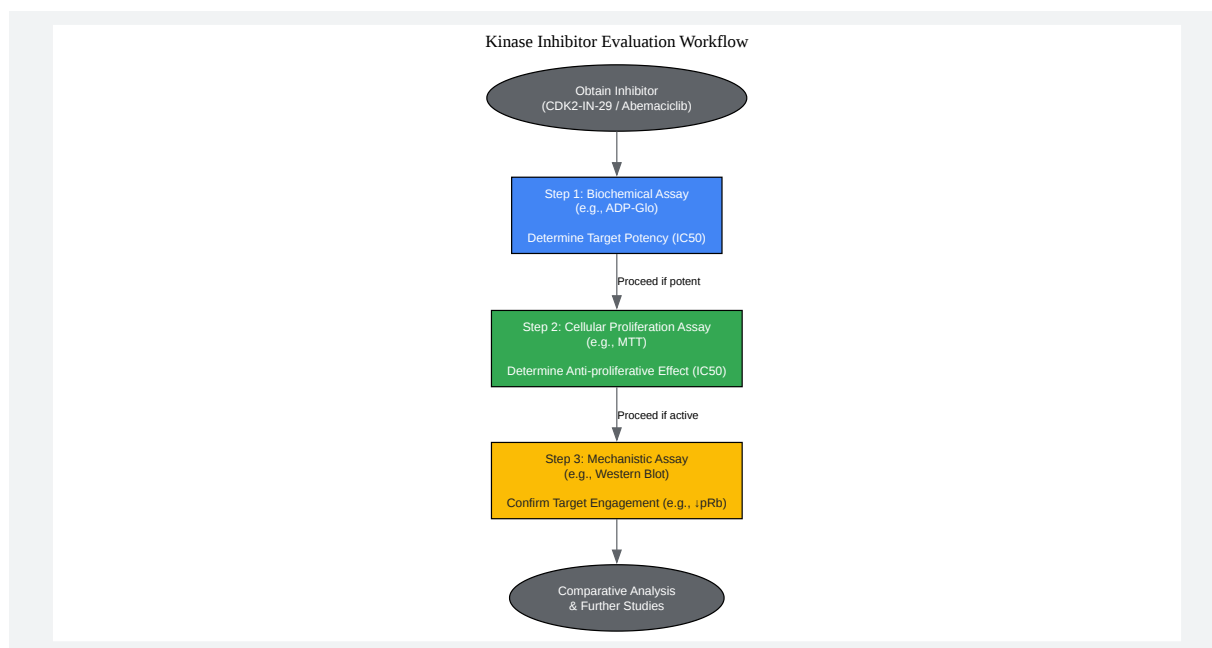 Kinase Inhibitor Evaluation Workflow
Obtain Inhibitor
(CDK2-IN-29 / Abemaciclib)
Step 1: Biochemical Assay
(e.g., ADP-Glo)
Determine Target Potency (IC50)
Proceed if potent
Step 2: Cellular Proliferation Assay
(e.g., MTT)
Determine Anti-proliferative Effect (IC50)
Proceed if active
Step 3: Mechanistic Assay
(e.g., Western Blot)
Confirm Target Engagement (e.g., ↓pRb)
Comparative Analysis
& Further Studies